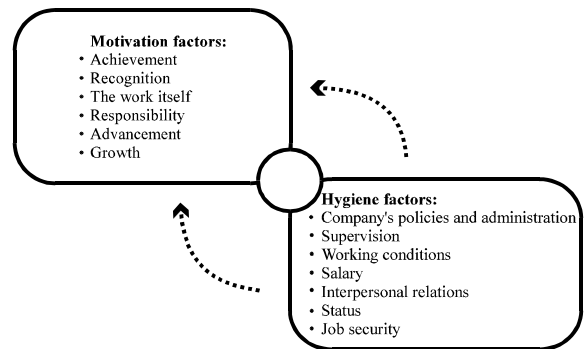 Motivation factors:
• Achievement
• Recognition
• The work itself
• Responsibility
• Advancement
• Growth
Hygiene factors:
• Company's policies and administration
• Supervision
• Working conditions
• Salary
• Interpersonal relations
• Status
• Job security